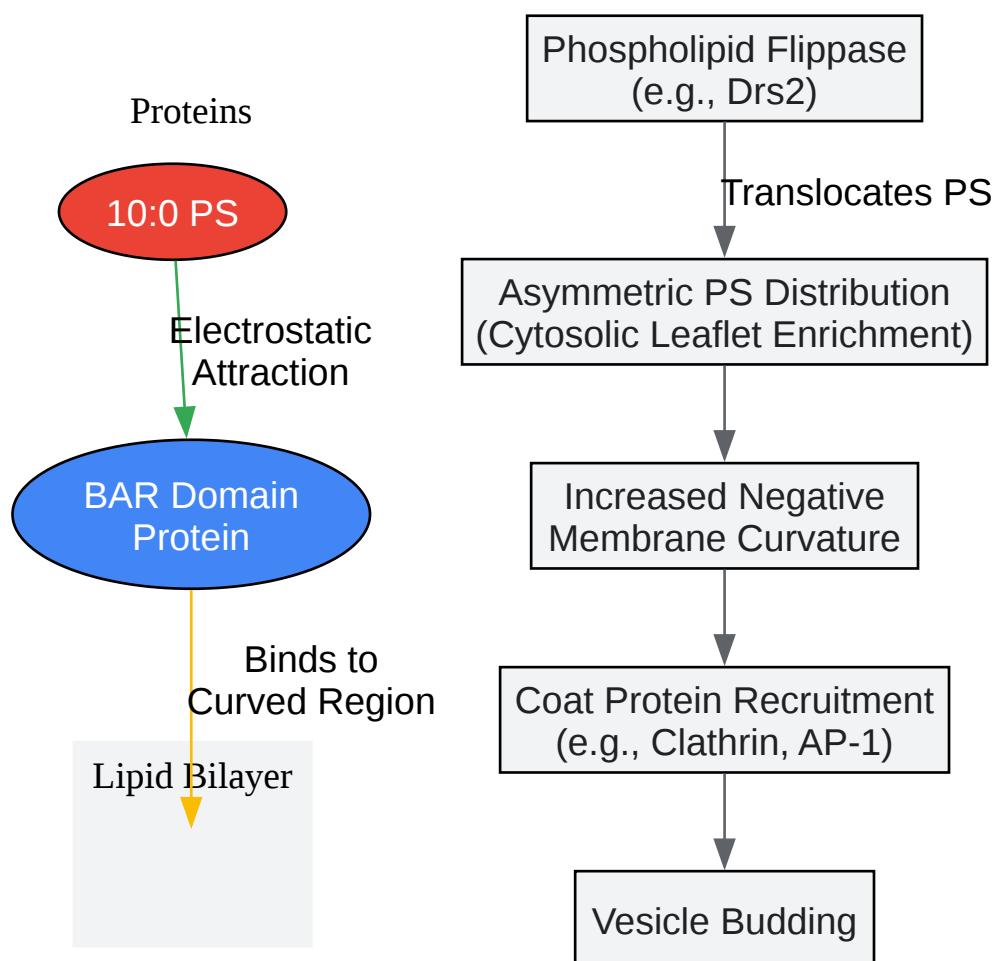 Proteins
10:0 PS
Electrostatic
Attraction
BAR Domain
Protein
Binds to
Curved Region
Lipid Bilayer
Phospholipid Flippase
(e.g., Drs2)
Translocates PS
Asymmetric PS Distribution
(Cytosolic Leaflet Enrichment)
Increased Negative
Membrane Curvature
Coat Protein Recruitment
(e.g., Clathrin, AP-1)
Vesicle Budding